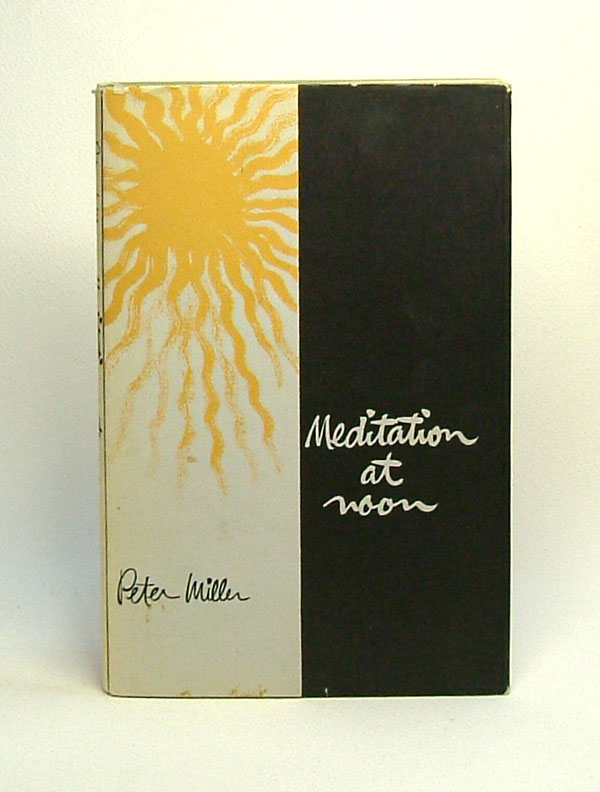 Meditation
at
noon
Peter Miller